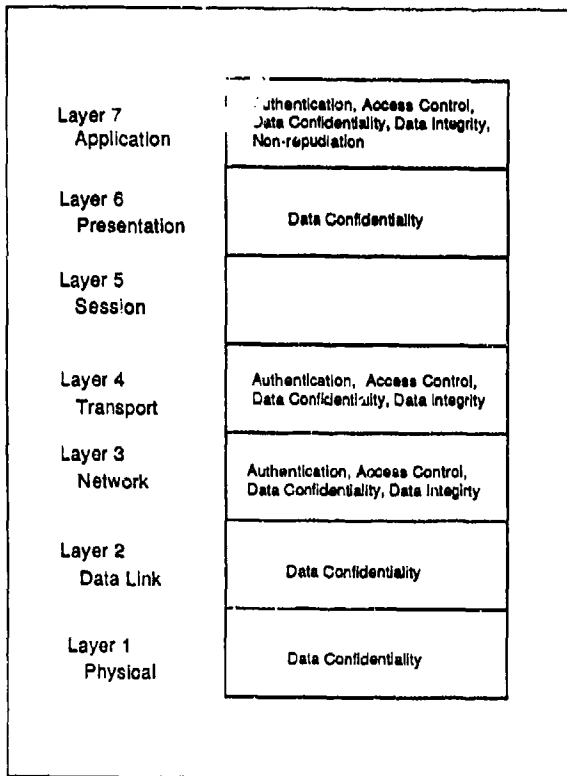 Layer 7
Application
Authentication, Access Control,
Data Confidentiality, Data Integrity,
Non-repudiation
Layer 6
Presentation
Data Confidentiality
Layer 5
Session
Layer 4
Transport
Authentication, Access Control,
Data Confidentiality, Data Integrity
Layer 3
Network
Authentication, Access Control,
Data Confidentiality, Data Integirty
Layer 2
Data Link
Data Confidentiality
Layer 1
Physical
Data Confidentiality